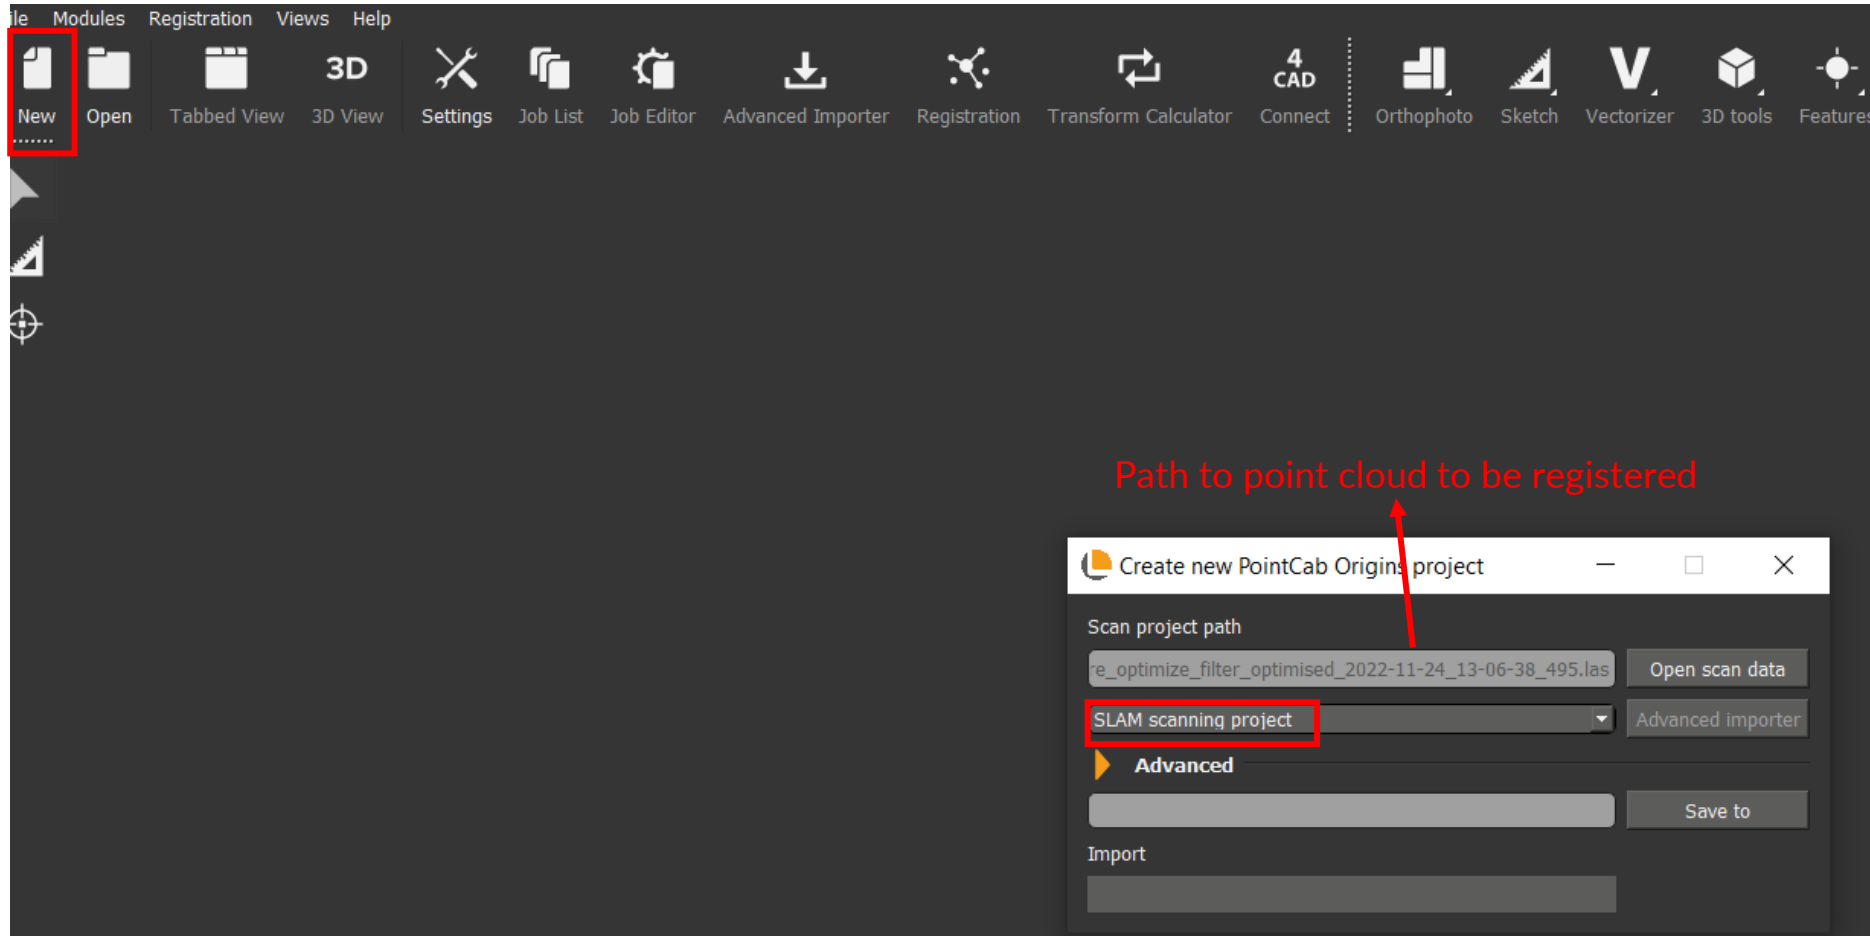 ile Modules Registration Views Help
3D
4
CAD
New Open Tabbed View 3D View Settings Job List Job Editor Advanced Importer Registration Transform Calculator Connect Orthophoto Sketch Vectorizer 3D tools Features
Path to point cloud to be registered
Create new PointCab Origins project
Scan project path
re_optimize_filter_optimised_2022-11-24_13-06-38_495.las Open scan data
SLAM scanning project Advanced importer
Advanced
Save to
Import